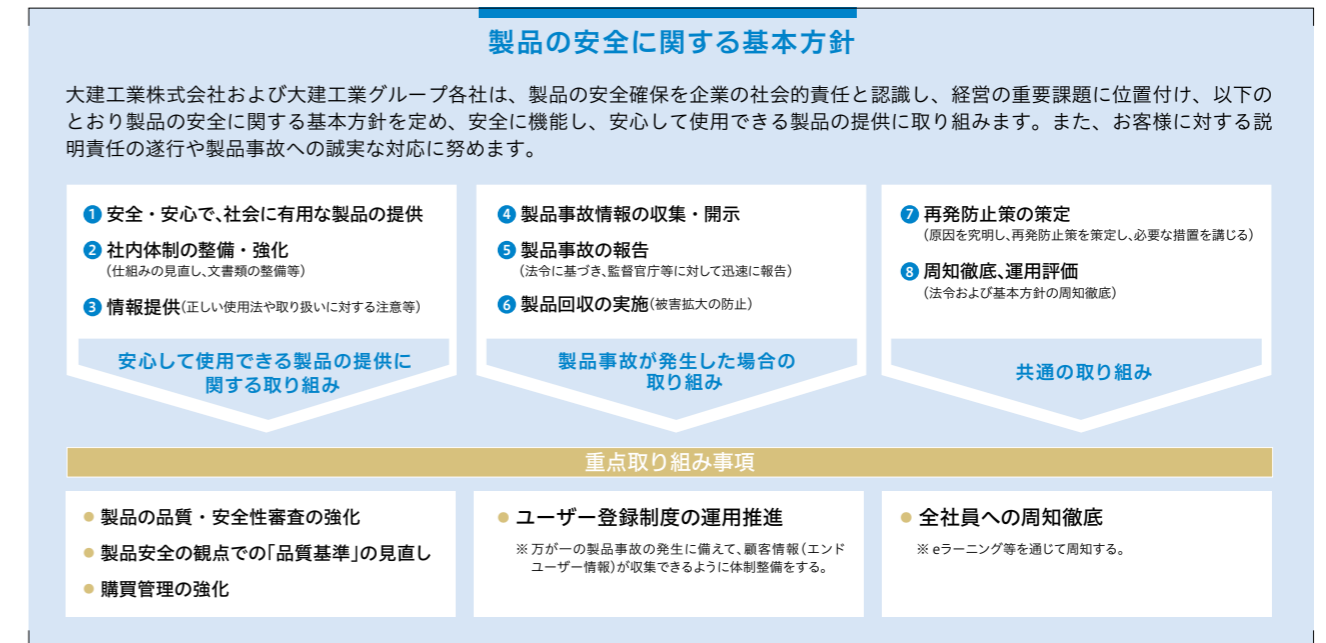 製品の安全に関する基本方針
大建工業株式会社および大建工業グループ各社は、製品の安全確保を企業の社会的責任と認識し、経営の重要課題に位置付け、以下の
とおり製品の安全に関する基本方針を定め、安全に機能し、安心して使用できる製品の提供に取り組みます。また、お客様に対する説
明責任の遂行や製品事故への誠実な対応に努めます。
1 安全・安心で、社会に有用な製品の提供
2 社内体制の整備・強化
(仕組みの見直し、文書類の整備等)
3 情報提供(正しい使用法や取り扱いに対する注意等)
安心して使用できる製品の提供に
関する取り組み
4 製品事故情報の収集・開示
5 製品事故の報告
(法令に基づき、監督官庁等に対して迅速に報告)
6 製品回収の実施(被害拡大の防止)
製品事故が発生した場合の
取り組み
7 再発防止策の策定
(原因を究明し、再発防止策を策定し、必要な措置を講じる)
8 周知徹底、運用評価
(法令および基本方針の周知徹底)
共通の取り組み
重点取り組み事項
● 製品の品質・安全性審査の強化
● 製品安全の観点での「品質基準」の見直し
● 購買管理の強化
● ユーザー登録制度の運用推進
※万が一の製品事故の発生に備えて、顧客情報(エンド
ユーザー情報)が収集できるように体制整備をする。
● 全社員への周知徹底
※eラーニング等を通じて周知する。